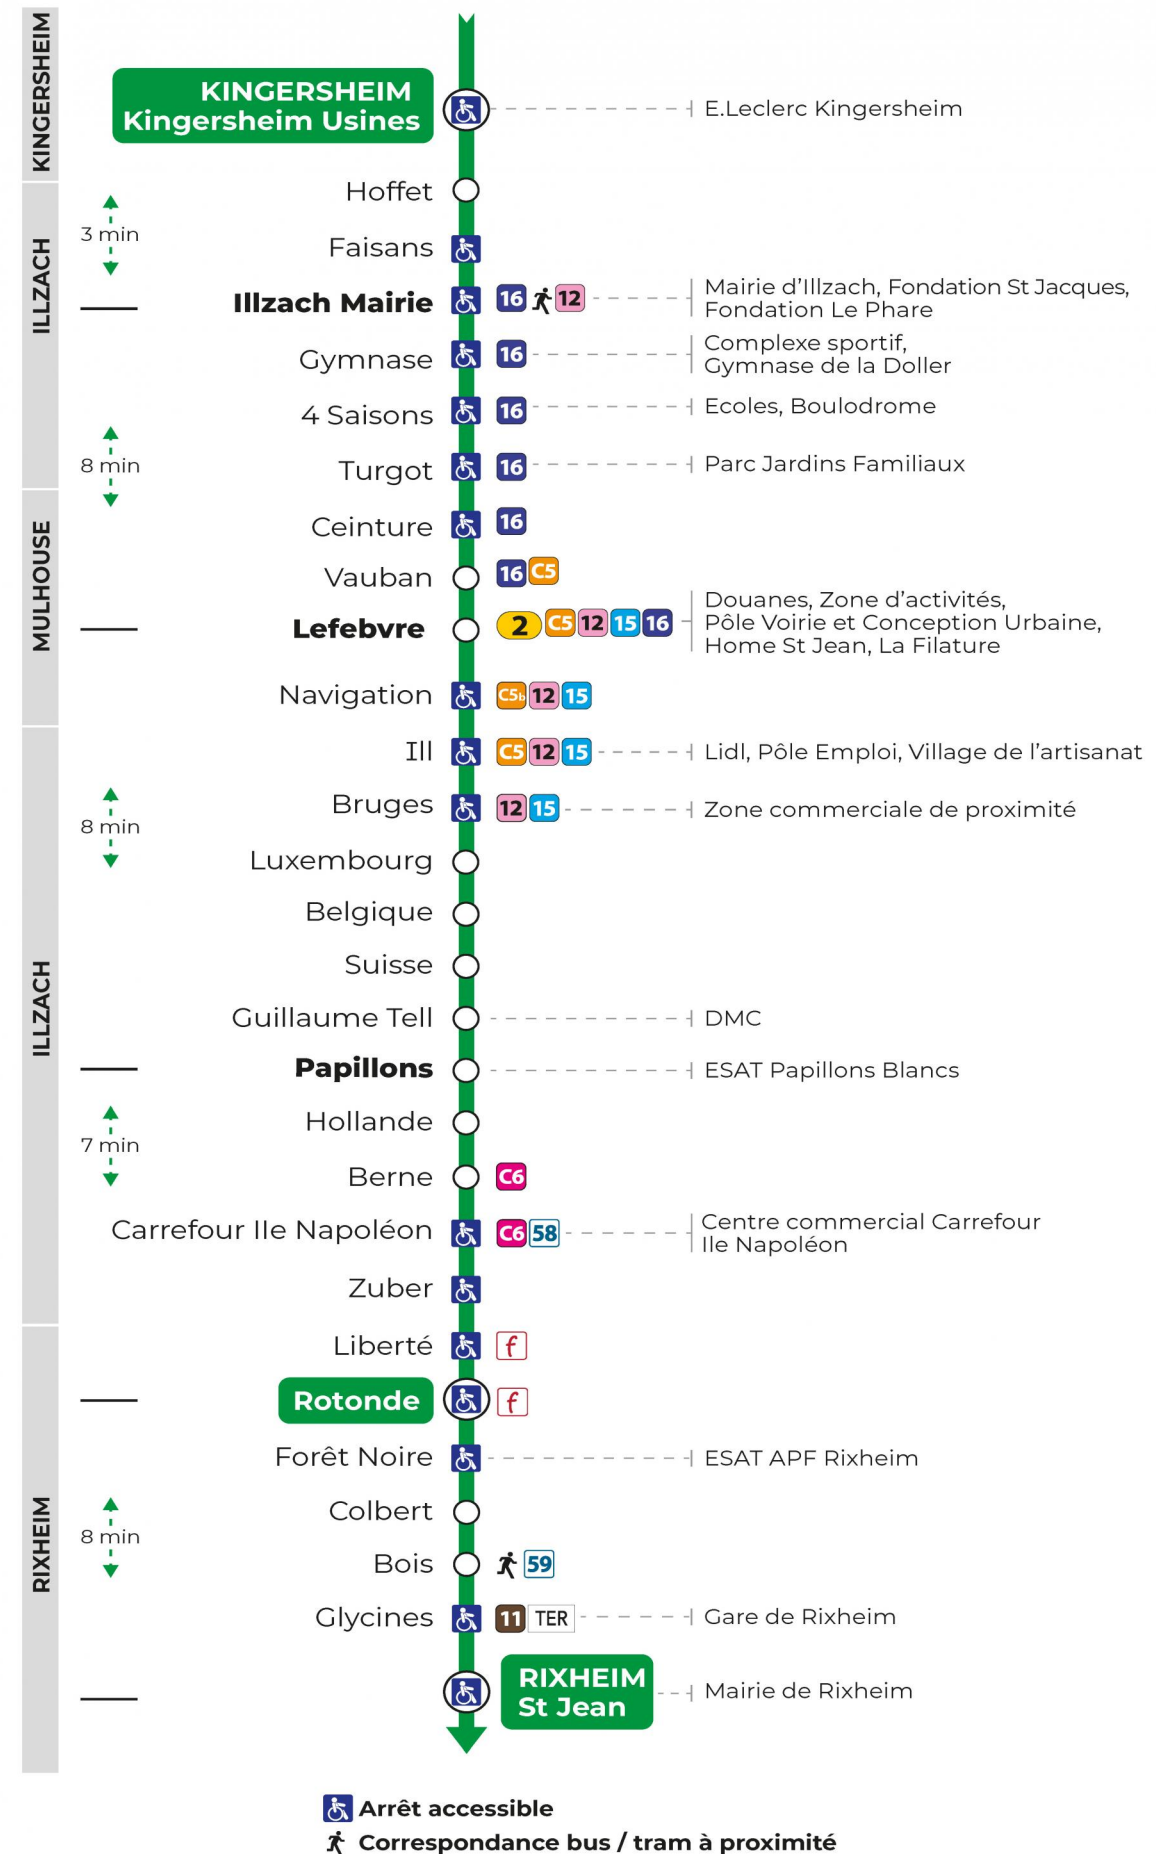 KINGERSHEIM
KINGERSHEIM
Kingersheim Usines
E.Leclerc Kingersheim
ILLZACH
Hoffet
3 min
Faisans
Illzach Mairie
16 12
Mairie d’Illzach, Fondation St Jacques,
Fondation Le Phare
Gymnase
16
Complexe sportif,
Gymnase de la Doller
4 Saisons
16
Ecoles, Boulodrome
8 min
Turgot
16
Parc Jardins Familiaux
MULHOUSE
Ceinture
16
Vauban
16 C5
Lefebvre
2 C5 12 15 16
Douanes, Zone d’activités,
Pôle Voirie et Conception Urbaine,
Home St Jean, La Filature
Navigation
C5b 12 15
ILLZACH
Ill
C5 12 15
Lidl, Pôle Emploi, Village de l’artisanat
8 min
Bruges
12 15
Zone commerciale de proximité
Luxembourg
Belgique
Suisse
Guillaume Tell
DMC
Papillons
ESAT Papillons Blancs
Hollande
7 min
Berne
C6
Carrefour Ile Napoléon
C6 58
Centre commercial Carrefour
Ile Napoléon
Zuber
RIXHEIM
Liberté
f
Rotonde
f
Forêt Noire
ESAT APF Rixheim
Colbert
8 min
Bois
59
Glycines
11 TER
Gare de Rixheim
RIXHEIM
St Jean
Mairie de Rixheim
Arrêt accessible
Correspondance bus / tram à proximité